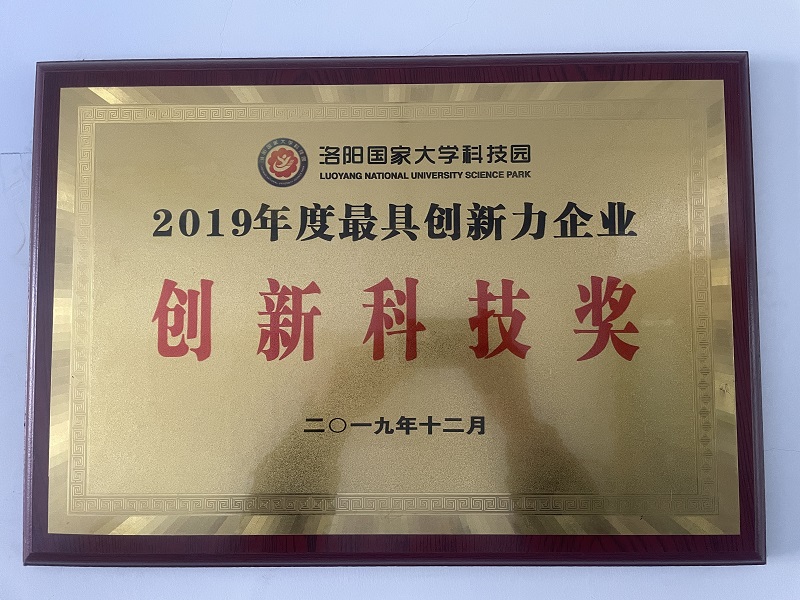 洛阳国家大学科技园
LUOYANG NATIONAL UNIVERSITY SCIENCE PARK
2019年度最具创新力企业
创新科技奖
二〇一九年十二月